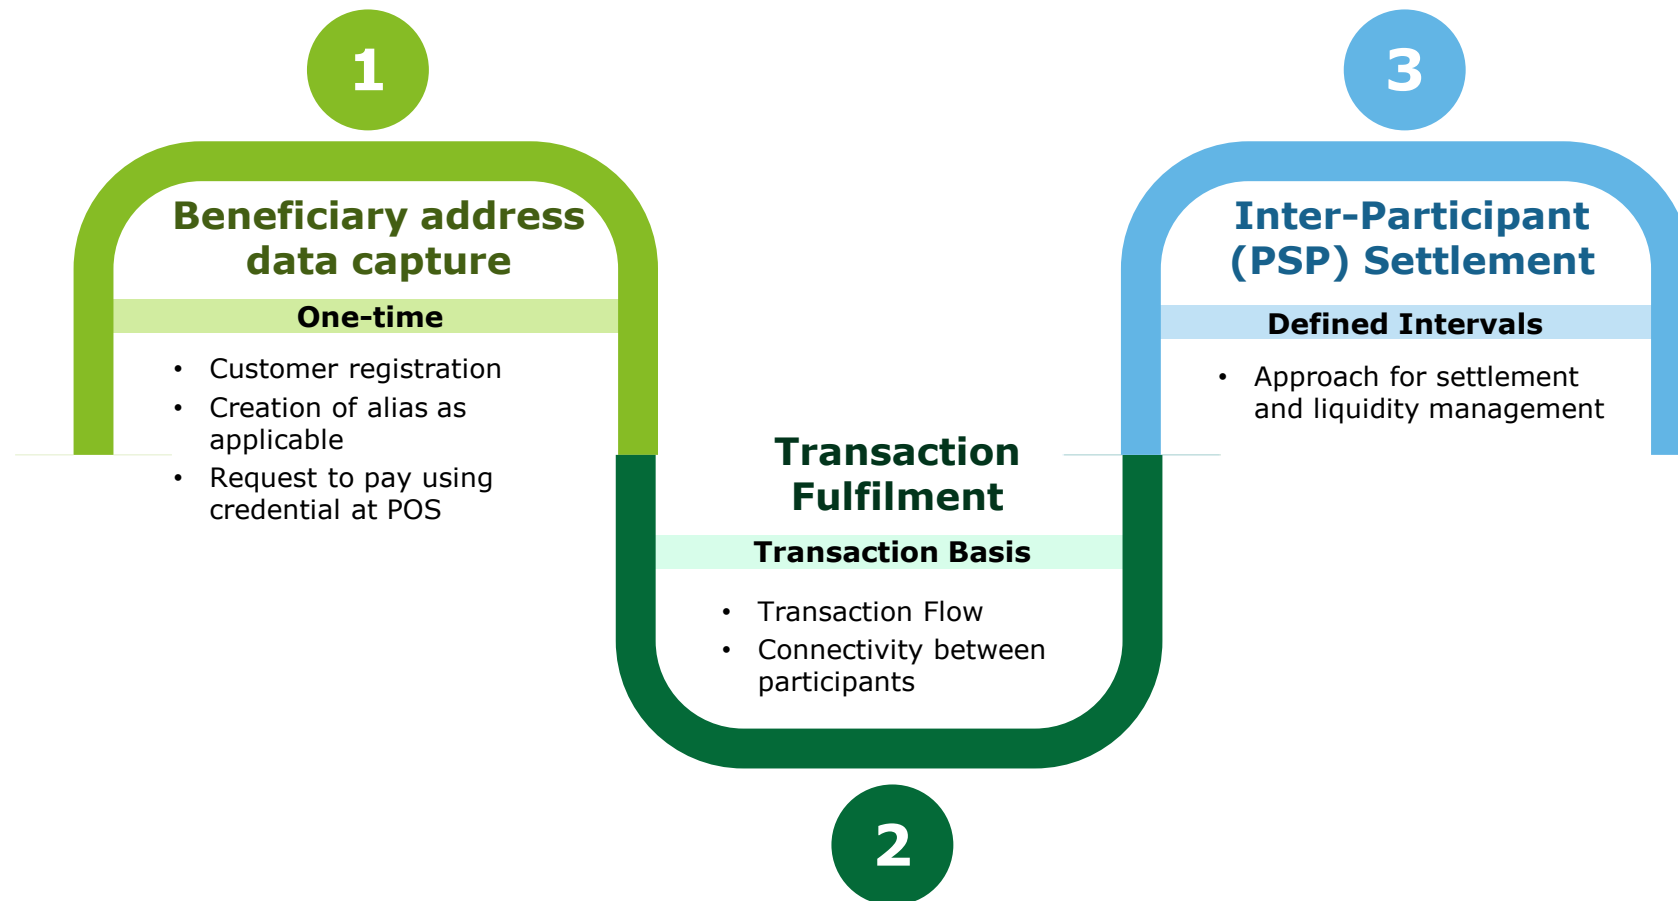 1
Beneficiary address
data capture
One-time
• Customer registration
• Creation of alias as
applicable
• Request to pay using
credential at POS
Transaction
Fulfilment
Transaction Basis
• Transaction Flow
• Connectivity between
participants
2
3
Inter-Participant
(PSP) Settlement
Defined Intervals
• Approach for settlement
and liquidity management